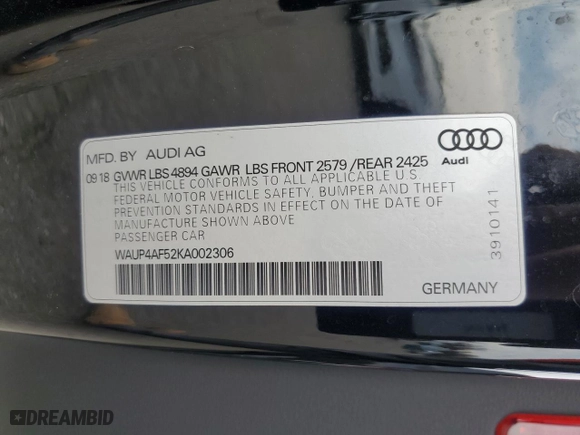 MFD. BY AUDI AG
09 18 GVWR LBS 4894 GAWR LBS FRONT 2579 /REAR 2425
THIS VEHICLE CONFORMS TO ALL APPLICABLE U S
FEDERAL MOTOR VEHICLE SAFETY, BUMPER AND THEFT
PREVENTION STANDARDS IN EFFECT ON THE DATE OF
MANUFACTURE SHOWN ABOVE
PASSENGER CAR
WAUP4AF52KA002306
Audi
3910141
GERMANY
DREAMBID